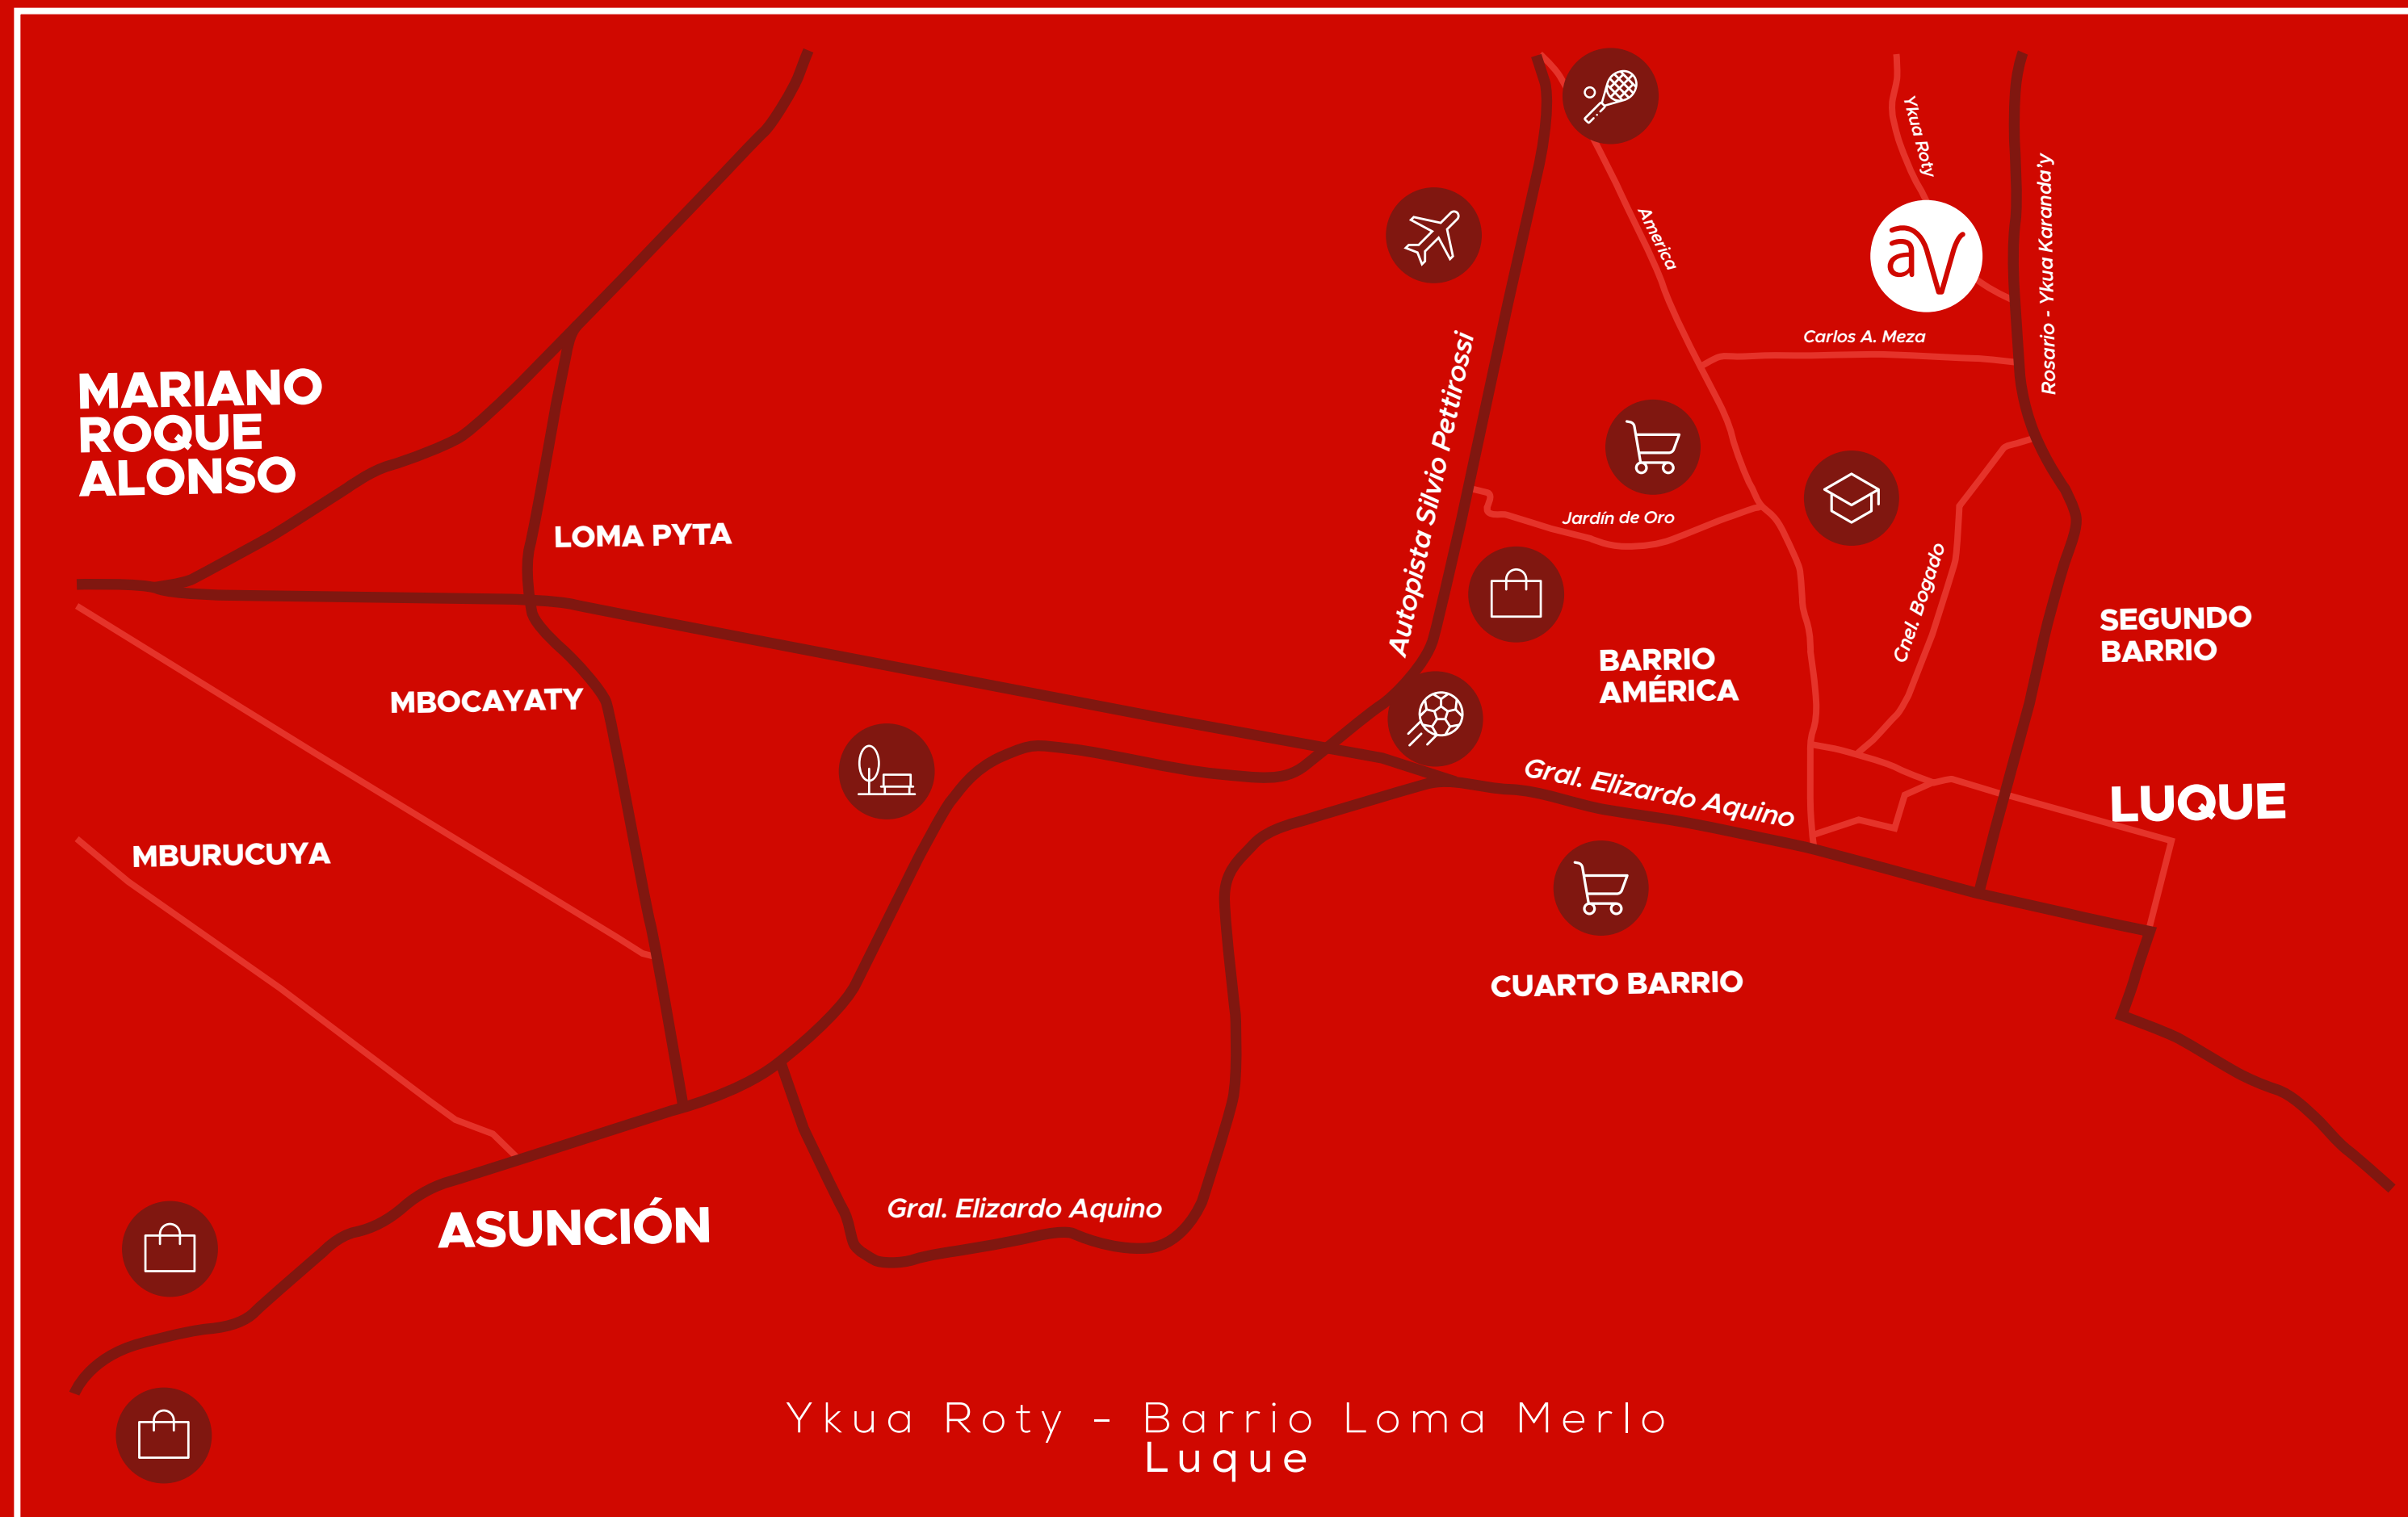 Ykua Roty
America
aV
Rosario - Ykua Karanda'y
Carlos A. Meza
Autopista Silvio Pettirossi
MARIANO
ROQUE
ALONSO
LOMA PYTA
Jardín de Oro
Cnel. Bogado
SEGUNDO
BARRIO
BARRIO
AMÉRICA
MBOCAYATY
Gral. Elizardo Aquino
LUQUE
MBURUCUYA
CUARTO BARRIO
Gral. Elizardo Aquino
ASUNCIÓN
Ykua Roty - Barrio Loma Merlo
Luque